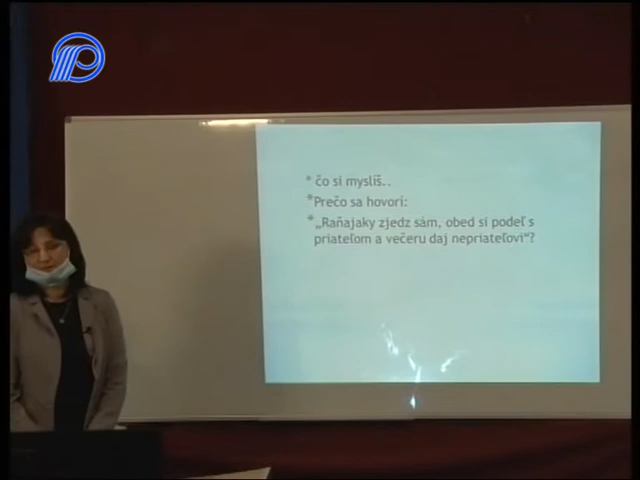 * čo si myslíš..
* Prečo sa hovorí:
* „Raňajaky zjedz sám, obed si podeľ s
priateľom a večeru daj nepriateľovi“?